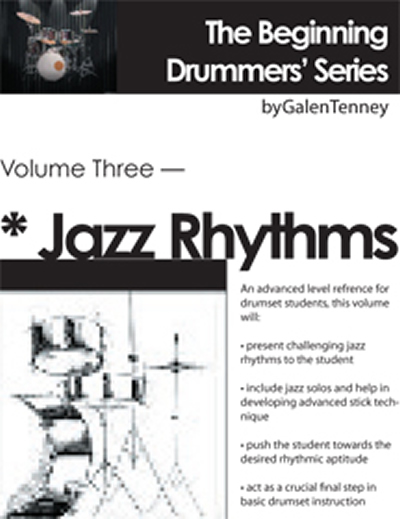 The Beginning
Drummers' Series
byGalenTenney
Volume Three —
* Jazz Rhythms
An advanced level refrence for
drumset students, this volume
will:
• present challenging jazz
rhythms to the student
• include jazz solos and help in
developing advanced stick tech-
nique
• push the student towards the
desired rhythmic aptitude
• act as a crucial final step in
basic drumset instruction